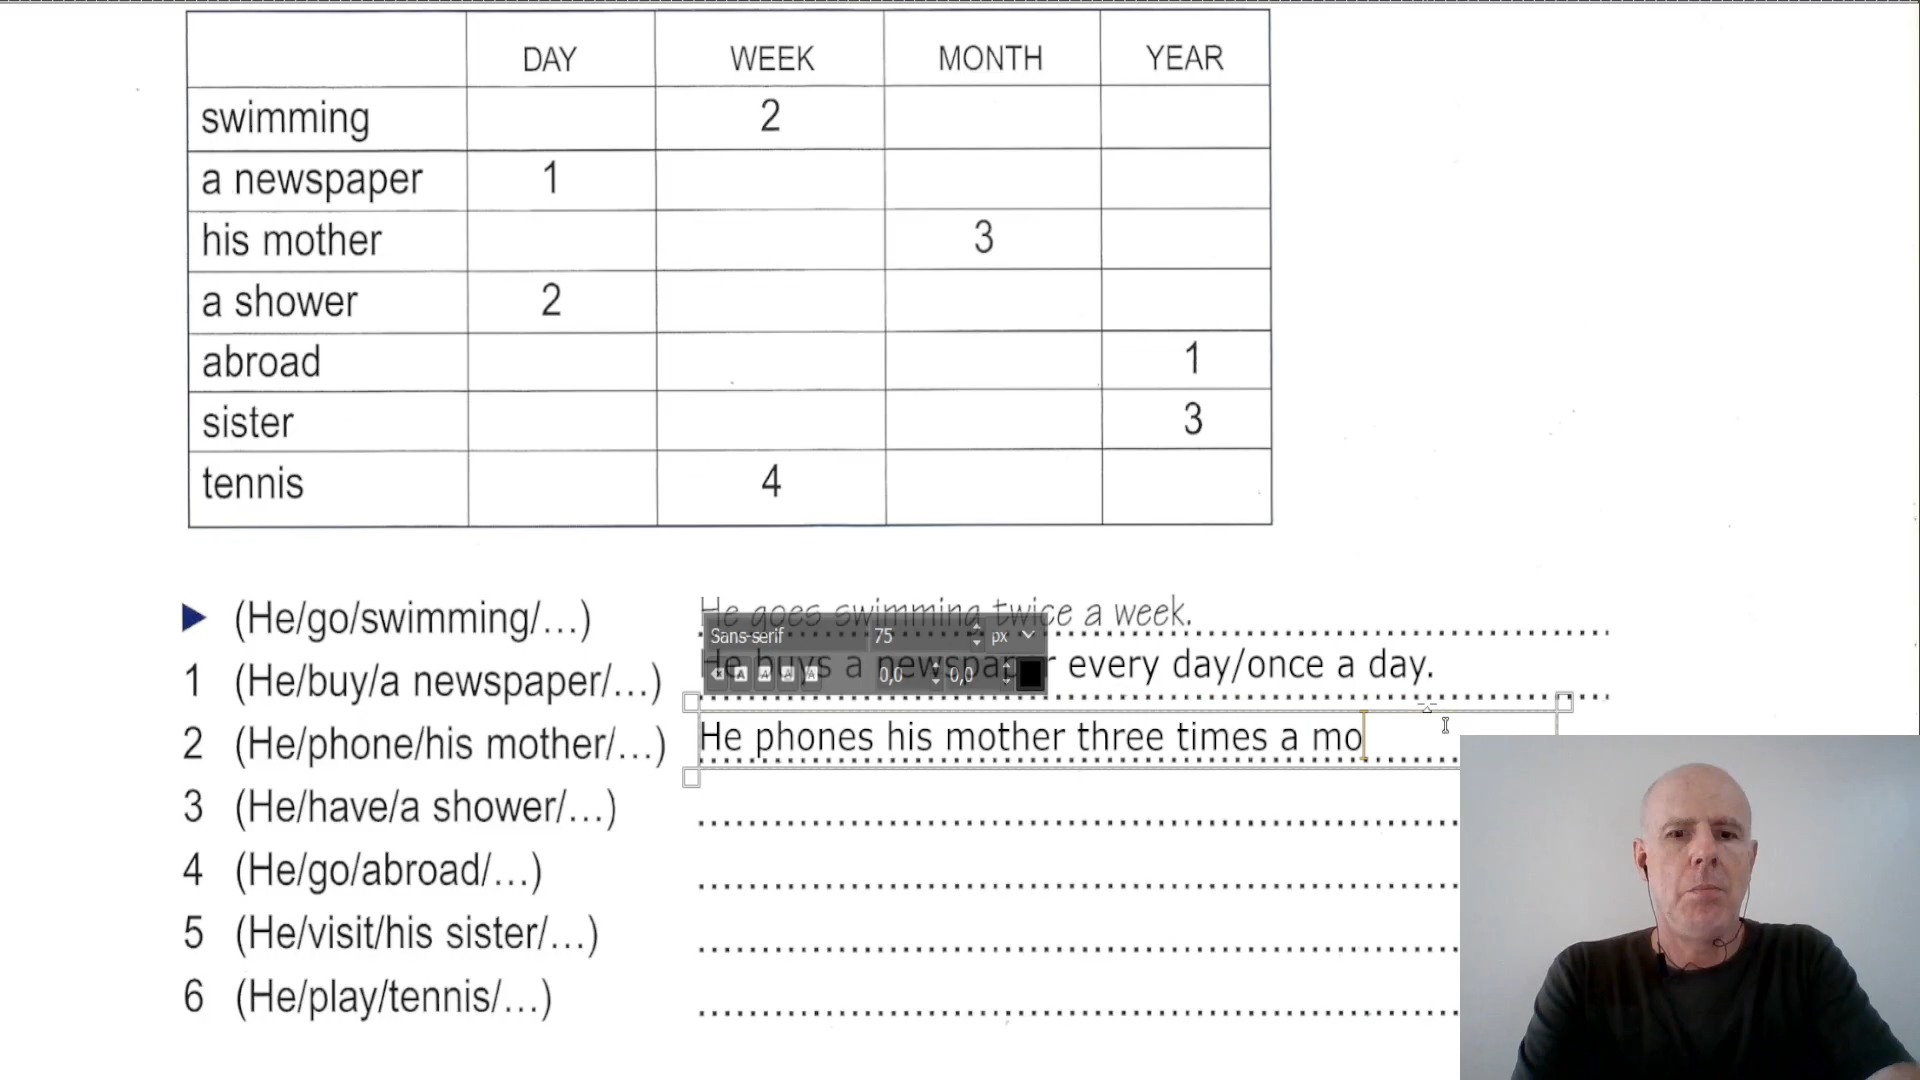 DAY WEEK MONTH YEAR
swimming 2
a newspaper 1
his mother 3
a shower 2
abroad 1
sister 3
tennis 4
(He/go/swimming/…) He goes swimming twice a week.
Sans-serif 75 px
1 (He/buy/a newspaper/…) He buys a newspaper every day/once a day.
0,0 0,0
2 (He/phone/his mother/…) He phones his mother three times a mo
3 (He/have/a shower/…)
4 (He/go/abroad/…)
5 (He/visit/his sister/…)
6 (He/play/tennis/…)